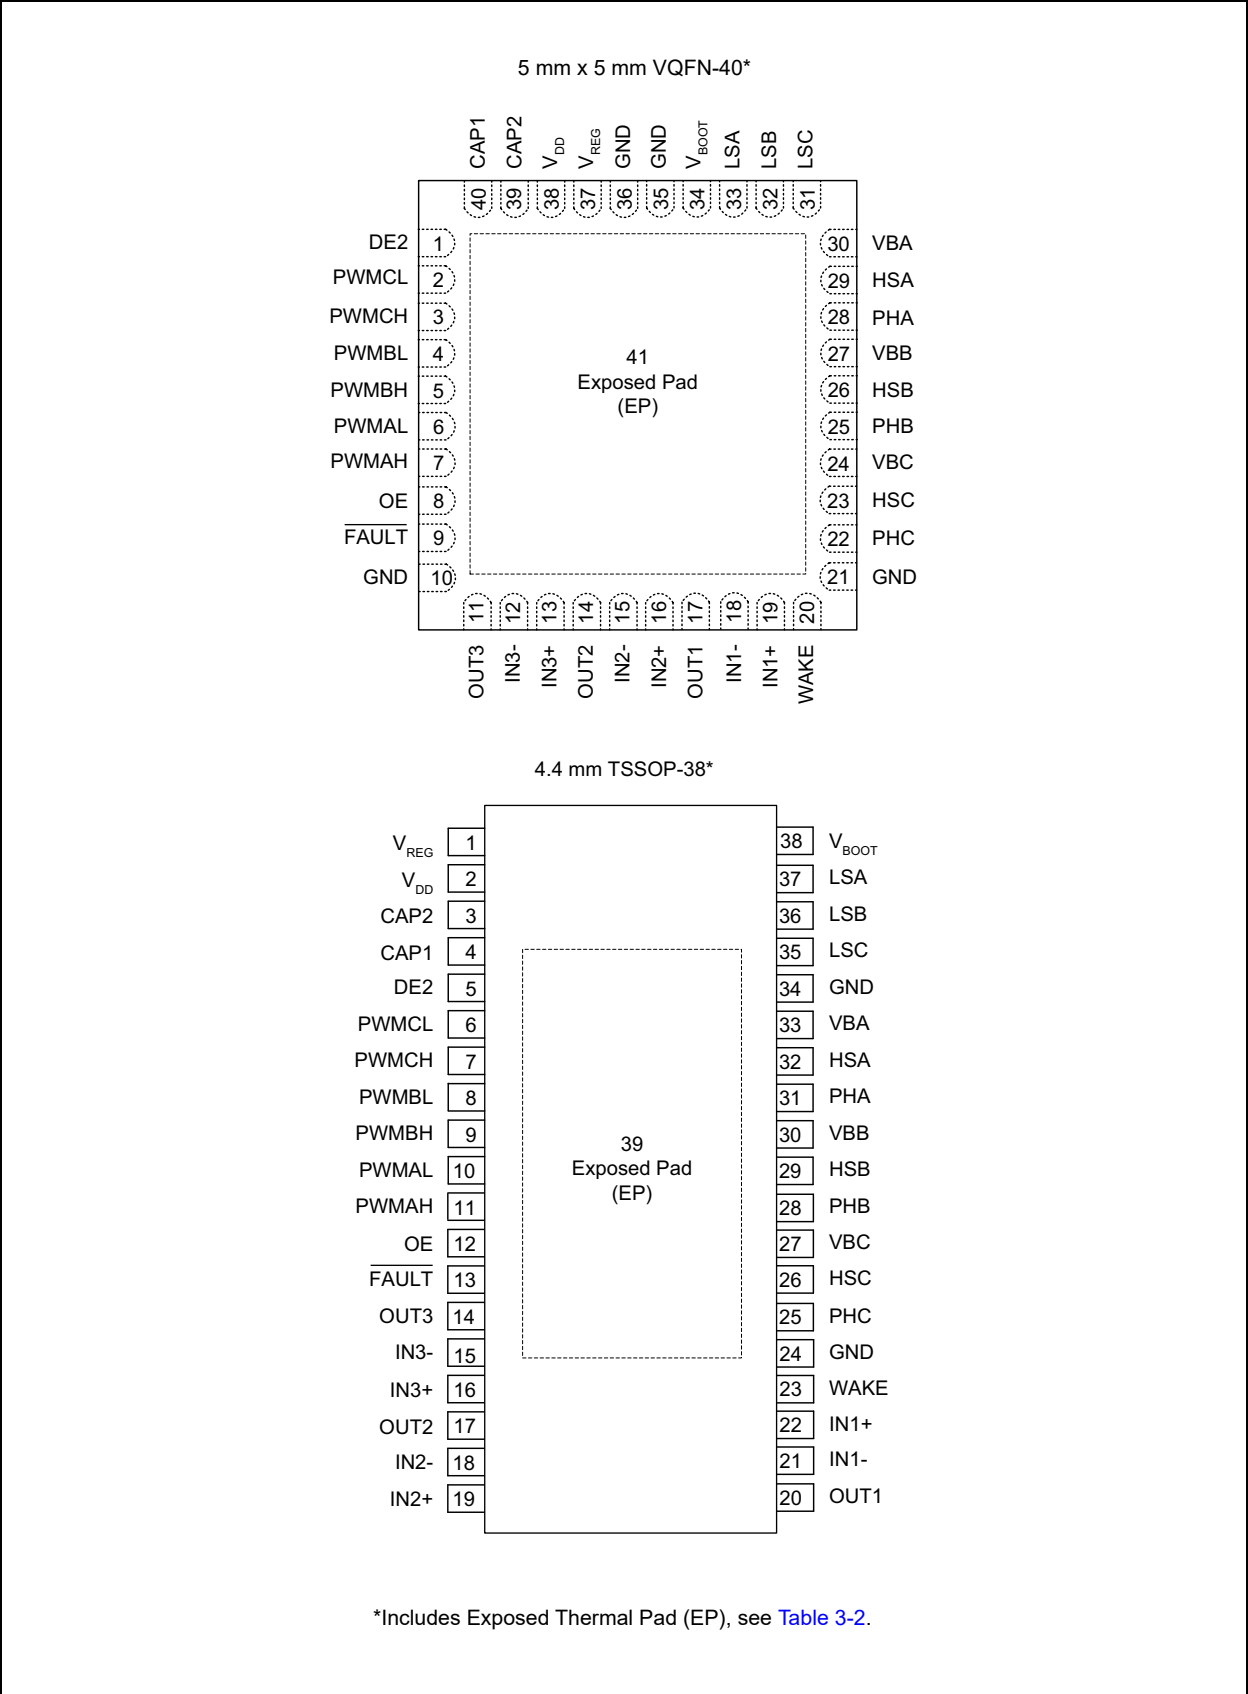 5 mm x 5 mm VQFN-40*
CAP1 CAP2 VDD VREG GND GND VBOOT LSA LSB LSC
40 39 38 37 36 35 34 33 32 31
DE2 1 30 VBA
PWMCL 2 29 HSA
PWMCH 3 28 PHA
PWMBL 4 27 VBB
PWMBH 5 26 HSB
PWMAL 6 25 PHB
PWMAH 7 24 VBC
OE 8 23 HSC
FAULT 9 22 PHC
GND 10 21 GND
41
Exposed Pad
(EP)
11 12 13 14 15 16 17 18 19 20
OUT3 IN3- IN3+ OUT2 IN2- IN2+ OUT1 IN1- IN1+ WAKE
4.4 mm TSSOP-38*
VREG 1 38 VBOOT
VDD 2 37 LSA
CAP2 3 36 LSB
CAP1 4 35 LSC
DE2 5 34 GND
PWMCL 6 33 VBA
PWMCH 7 32 HSA
PWMBL 8 31 PHA
PWMBH 9 30 VBB
PWMAL 10 29 HSB
PWMAH 11 28 PHB
OE 12 27 VBC
FAULT 13 26 HSC
OUT3 14 25 PHC
IN3- 15 24 GND
IN3+ 16 23 WAKE
OUT2 17 22 IN1+
IN2- 18 21 IN1-
IN2+ 19 20 OUT1
39
Exposed Pad
(EP)
*Includes Exposed Thermal Pad (EP), see Table 3-2.